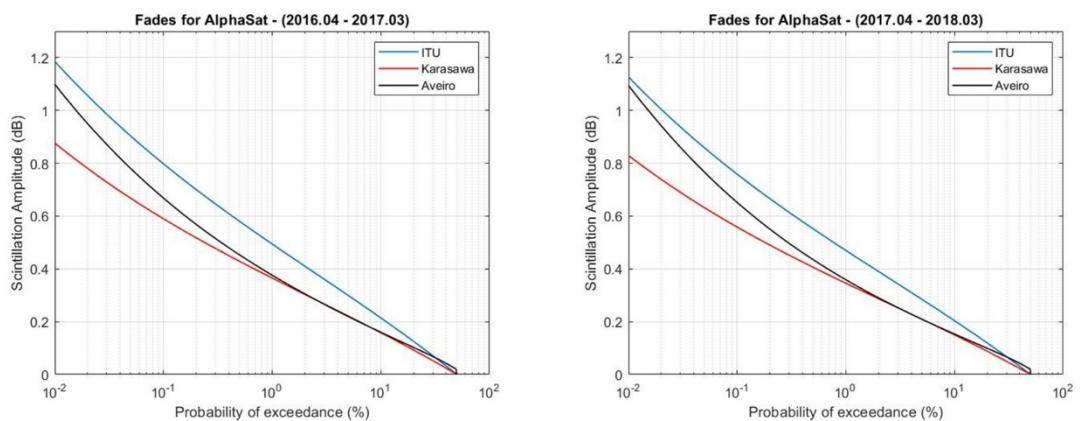 Fades for AlphaSat - (2016.04 - 2017.03)
ITU
Karasawa
Aveiro
Scintillation Amplitude (dB)
1.2
1
0.8
0.6
0.4
0.2
0
10^-2
10^-1
10^0
10^1
10^2
Probability of exceedance (%)
Fades for AlphaSat - (2017.04 - 2018.03)
ITU
Karasawa
Aveiro
Scintillation Amplitude (dB)
1.2
1
0.8
0.6
0.4
0.2
0
10^-2
10^-1
10^0
10^1
10^2
Probability of exceedance (%)